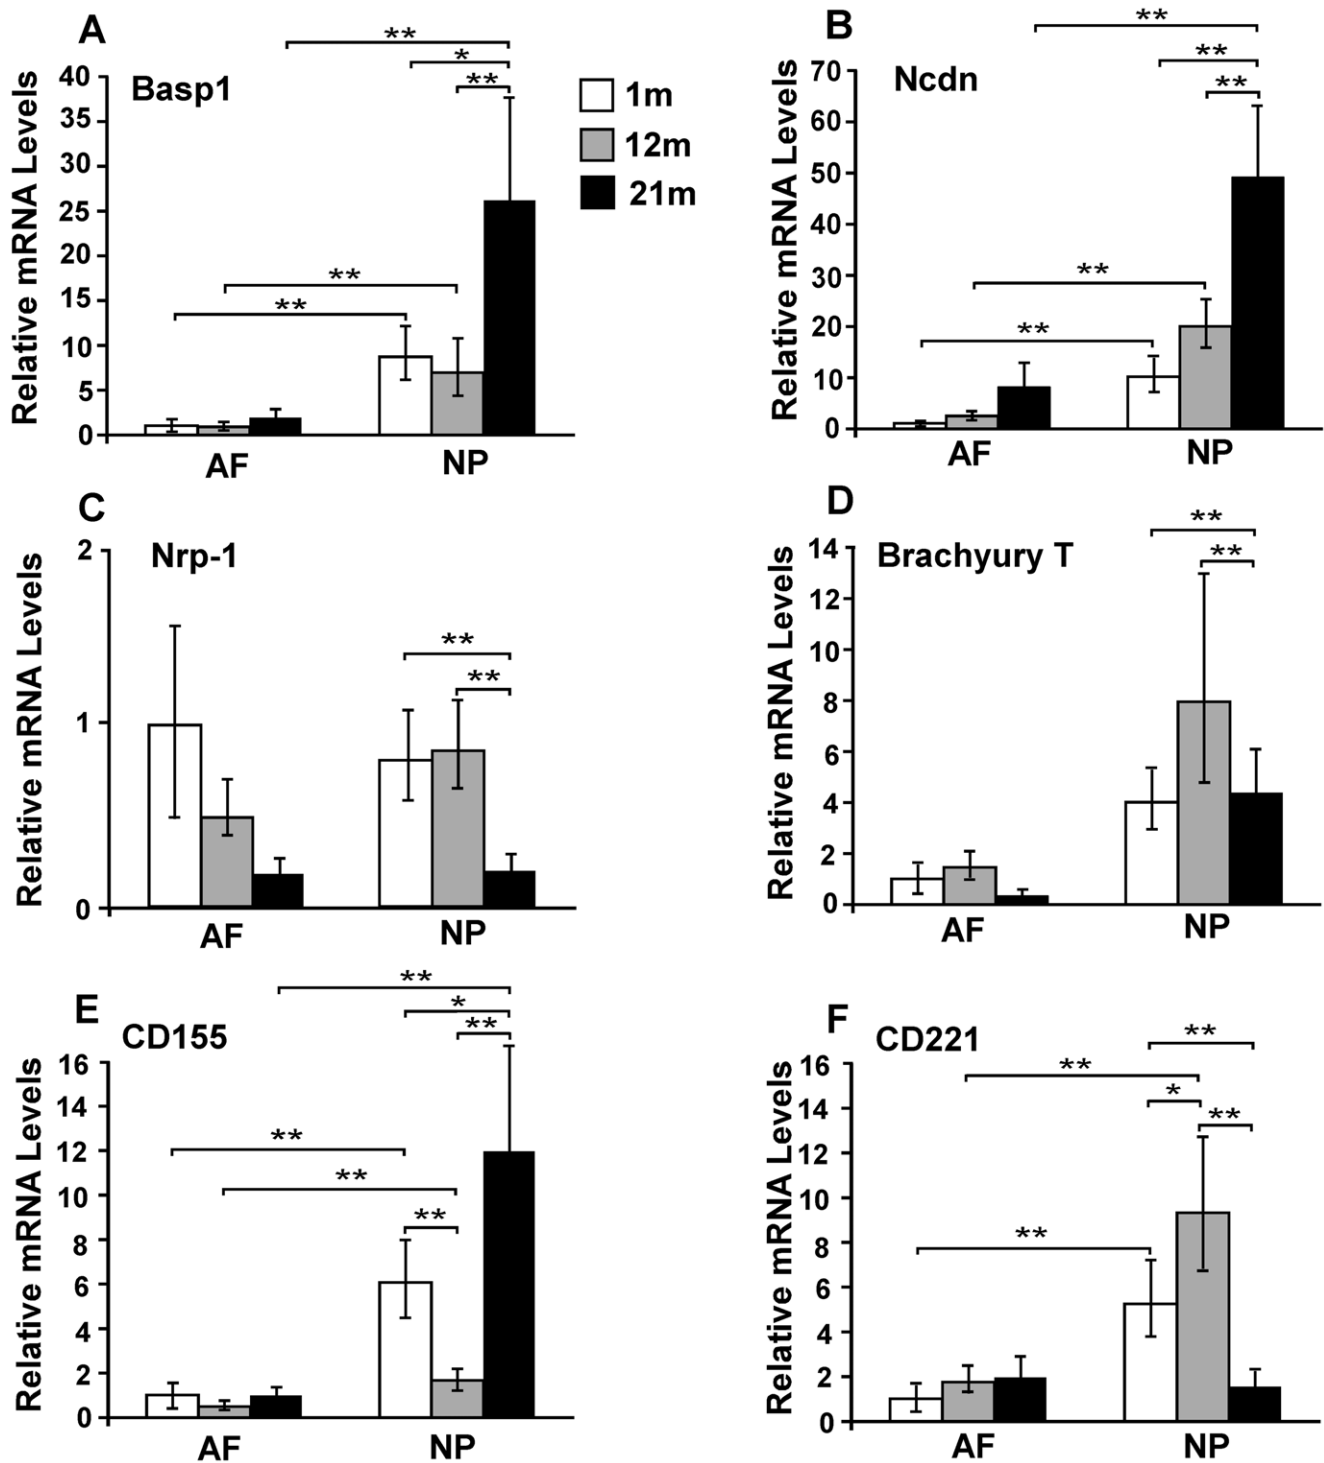 A
Basp1
Relative mRNA Levels
40
35
30
25
20
15
10
5
0
**
*
**
**
**
AF
NP
1m
12m
21m
B
Ncdn
Relative mRNA Levels
70
60
50
40
30
20
10
0
**
**
**
**
**
AF
NP
C
Nrp-1
Relative mRNA Levels
2
1
0
**
**
AF
NP
D
Brachyury T
Relative mRNA Levels
14
12
10
8
6
4
2
0
**
**
AF
NP
E
CD155
Relative mRNA Levels
16
14
12
10
8
6
4
2
0
**
*
**
**
**
**
AF
NP
F
CD221
Relative mRNA Levels
16
14
12
10
8
6
4
2
0
**
**
*
**
**
AF
NP